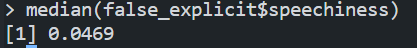 > median(false_explicit$speechiness)
[1] 0.0469